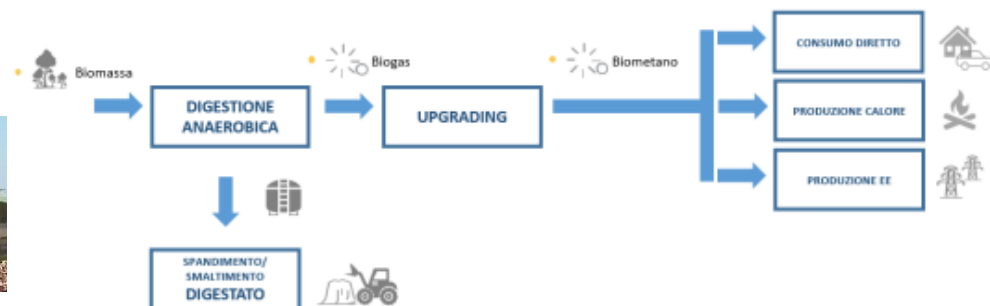 Biomassa
DIGESTIONE
ANAEROBICA
Biogas
UPGRADING
Biometano
CONSUMO DIRETTO
PRODUZIONE CALORE
PRODUZIONE EE
SPANDIMENTO/
SMALTIMENTO
DIGESTATO